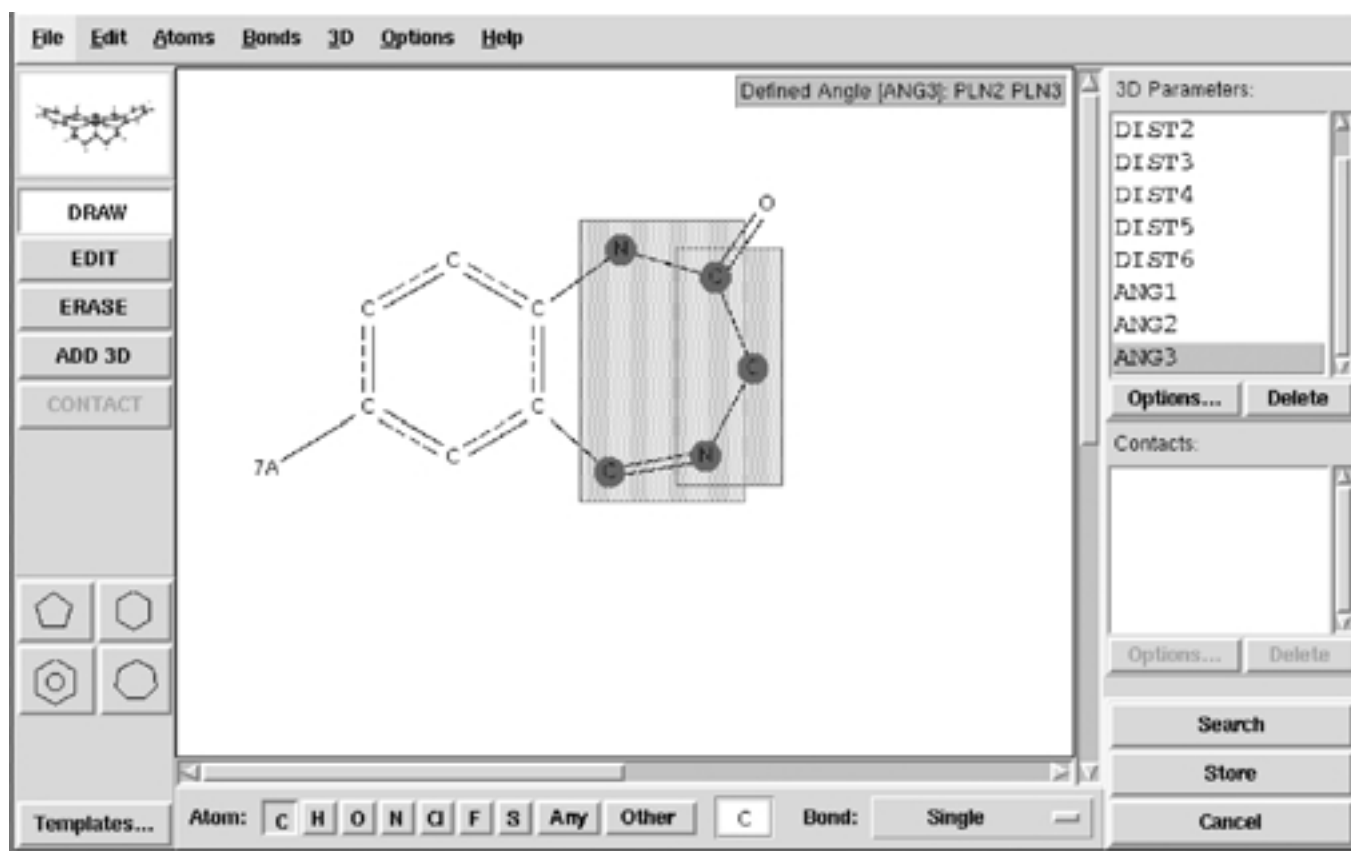 File Edit Atoms Bonds 3D Options Help
Defined Angle [ANG3]: PLN2 PLN3
DRAW
EDIT
ERASE
ADD 3D
CONTACT
Templates...
O
N
C
C
C
C
C
C
C
C
C
N
C
7A
3D Parameters:
DIST2
DIST3
DIST4
DIST5
DIST6
ANG1
ANG2
ANG3
Options... Delete
Contacts:
Options... Delete
Search
Store
Cancel
Atom: C H O N Cl F S Any Other C Bond: Single